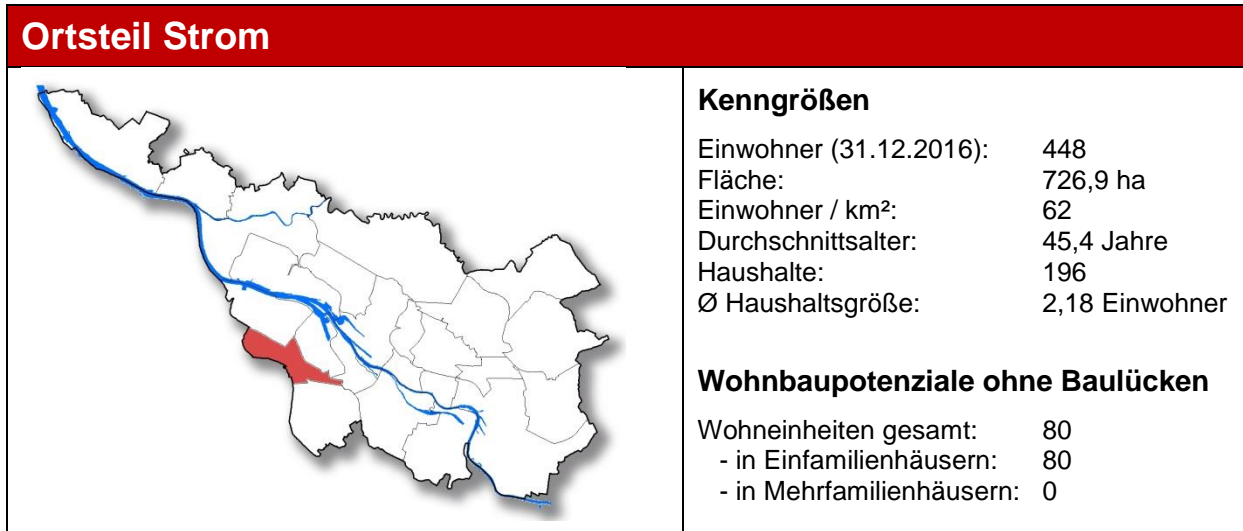 Ortsteil Strom
Kenngrößen
Einwohner (31.12.2016): 448
Fläche: 726,9 ha
Einwohner / km²: 62
Durchschnittsalter: 45,4 Jahre
Haushalte: 196
Ø Haushaltsgröße: 2,18 Einwohner
Wohnbaupotenziale ohne Baulücken
Wohneinheiten gesamt: 80
- in Einfamilienhäusern: 80
- in Mehrfamilienhäusern: 0